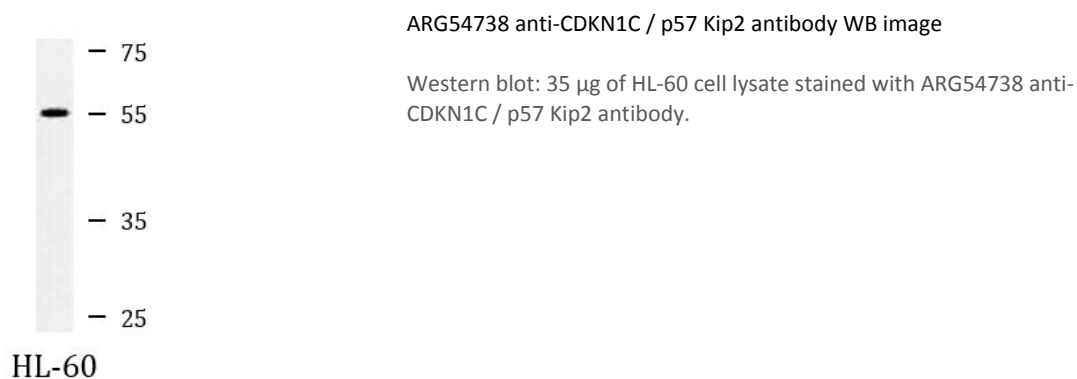 ARG54738 anti-CDKN1C / p57 Kip2 antibody WB image
Western blot: 35 μg of HL-60 cell lysate stained with ARG54738 anti-
CDKN1C / p57 Kip2 antibody.
75
55
35
25
HL-60